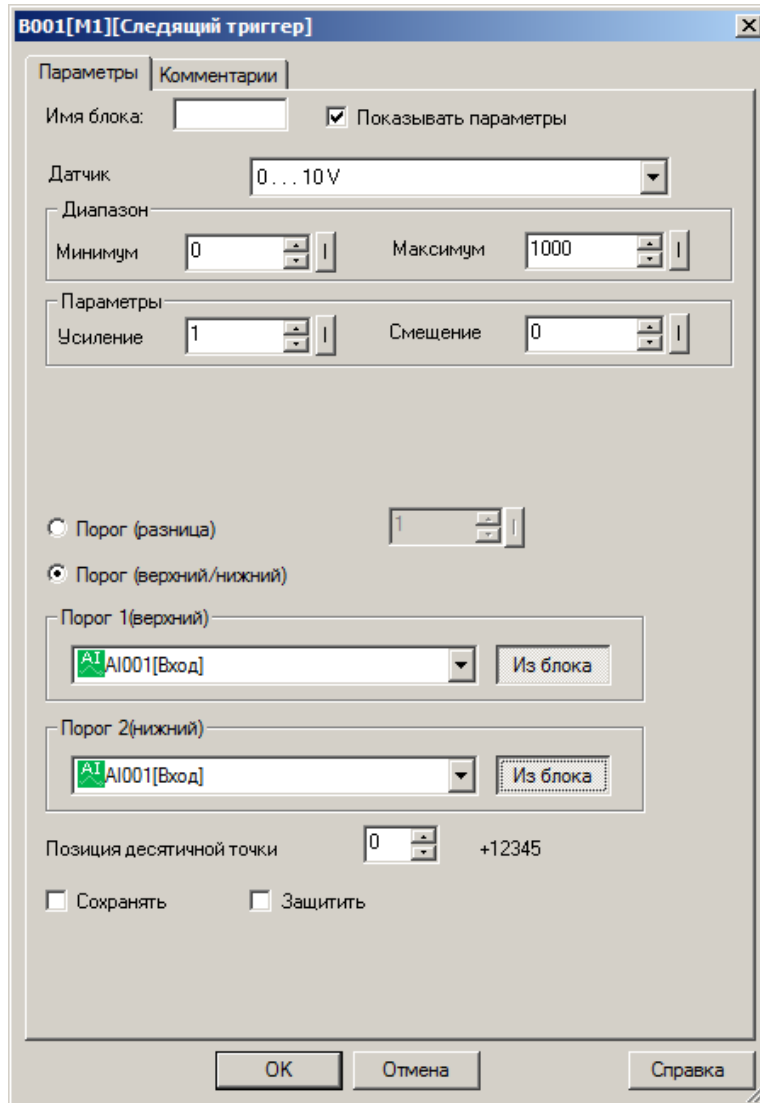 B001[M1][Следящий триггер]
Параметры Комментарии
Имя блока: Показывать параметры
Датчик 0...10 V
Диапазон
Минимум 0 Максимум 1000
Параметры
Усиление 1 Смещение 0
Порог (разница) 1
Порог (верхний/нижний)
Порог 1(верхний)
AI AI001[Вход] Из блока
Порог 2(нижний)
AI AI001[Вход] Из блока
Позиция десятичной точки 0 +12345
Сохранять Защитить
OK Отмена Справка